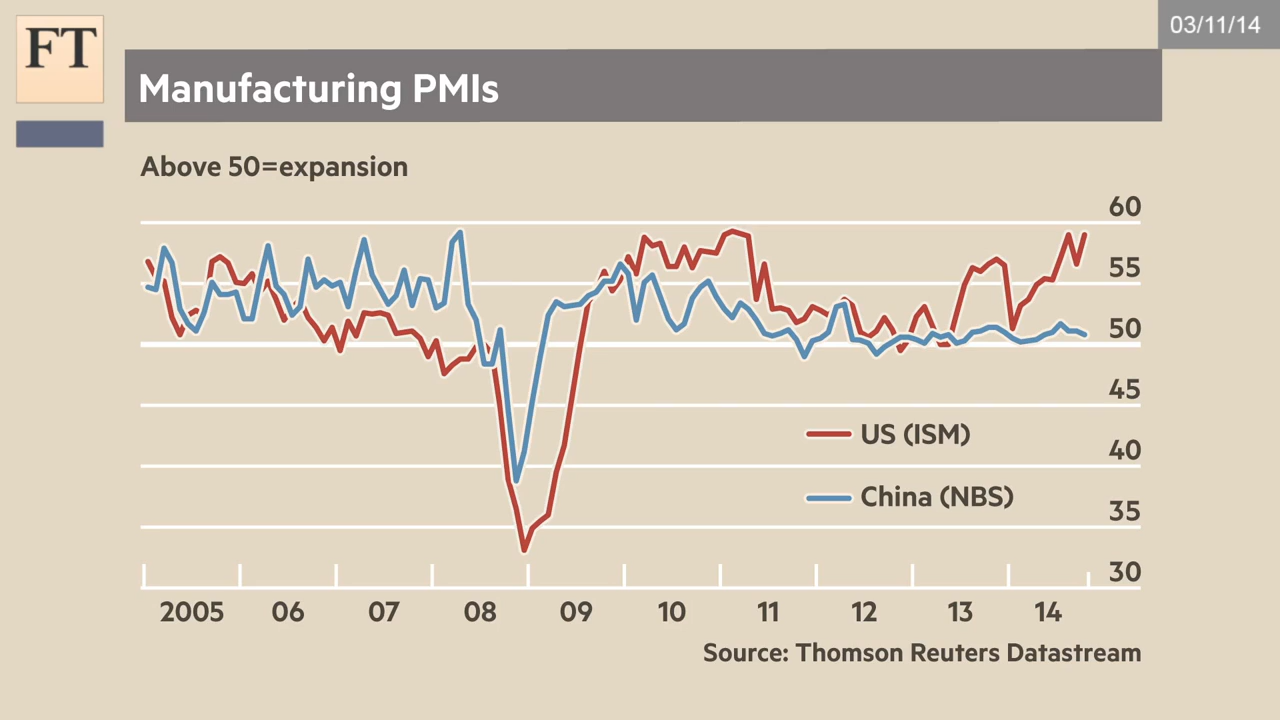 FT
03/11/14
Manufacturing PMIs
Above 50=expansion
60
55
50
45
US (ISM)
40
China (NBS)
35
30
2005 06 07 08 09 10 11 12 13 14
Source: Thomson Reuters Datastream